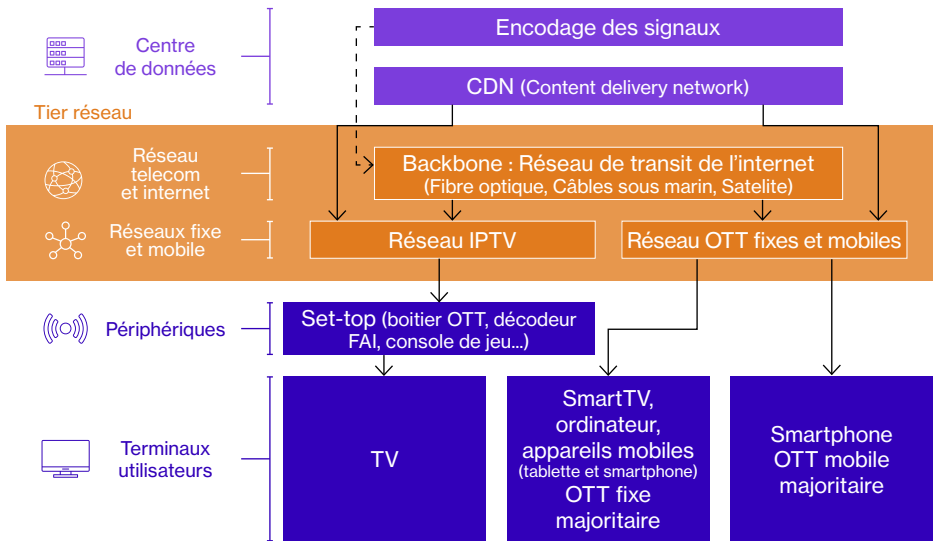 Centre
de données
Encodage des signaux
CDN (Content delivery network)
Tier réseau
Réseau
telecom
et internet
Backbone : Réseau de transit de l'internet
(Fibre optique, Câbles sous marin, Satelite)
Réseaux fixe
et mobile
Réseau IPTV
Réseau OTT fixes et mobiles
Périphériques
Set-top (boitier OTT, décodeur
FAI, console de jeu...)
Terminaux
utilisateurs
TV
SmartTV,
ordinateur,
appareils mobiles
(tablette et smartphone)
OTT fixe
majoritaire
Smartphone
OTT mobile
majoritaire